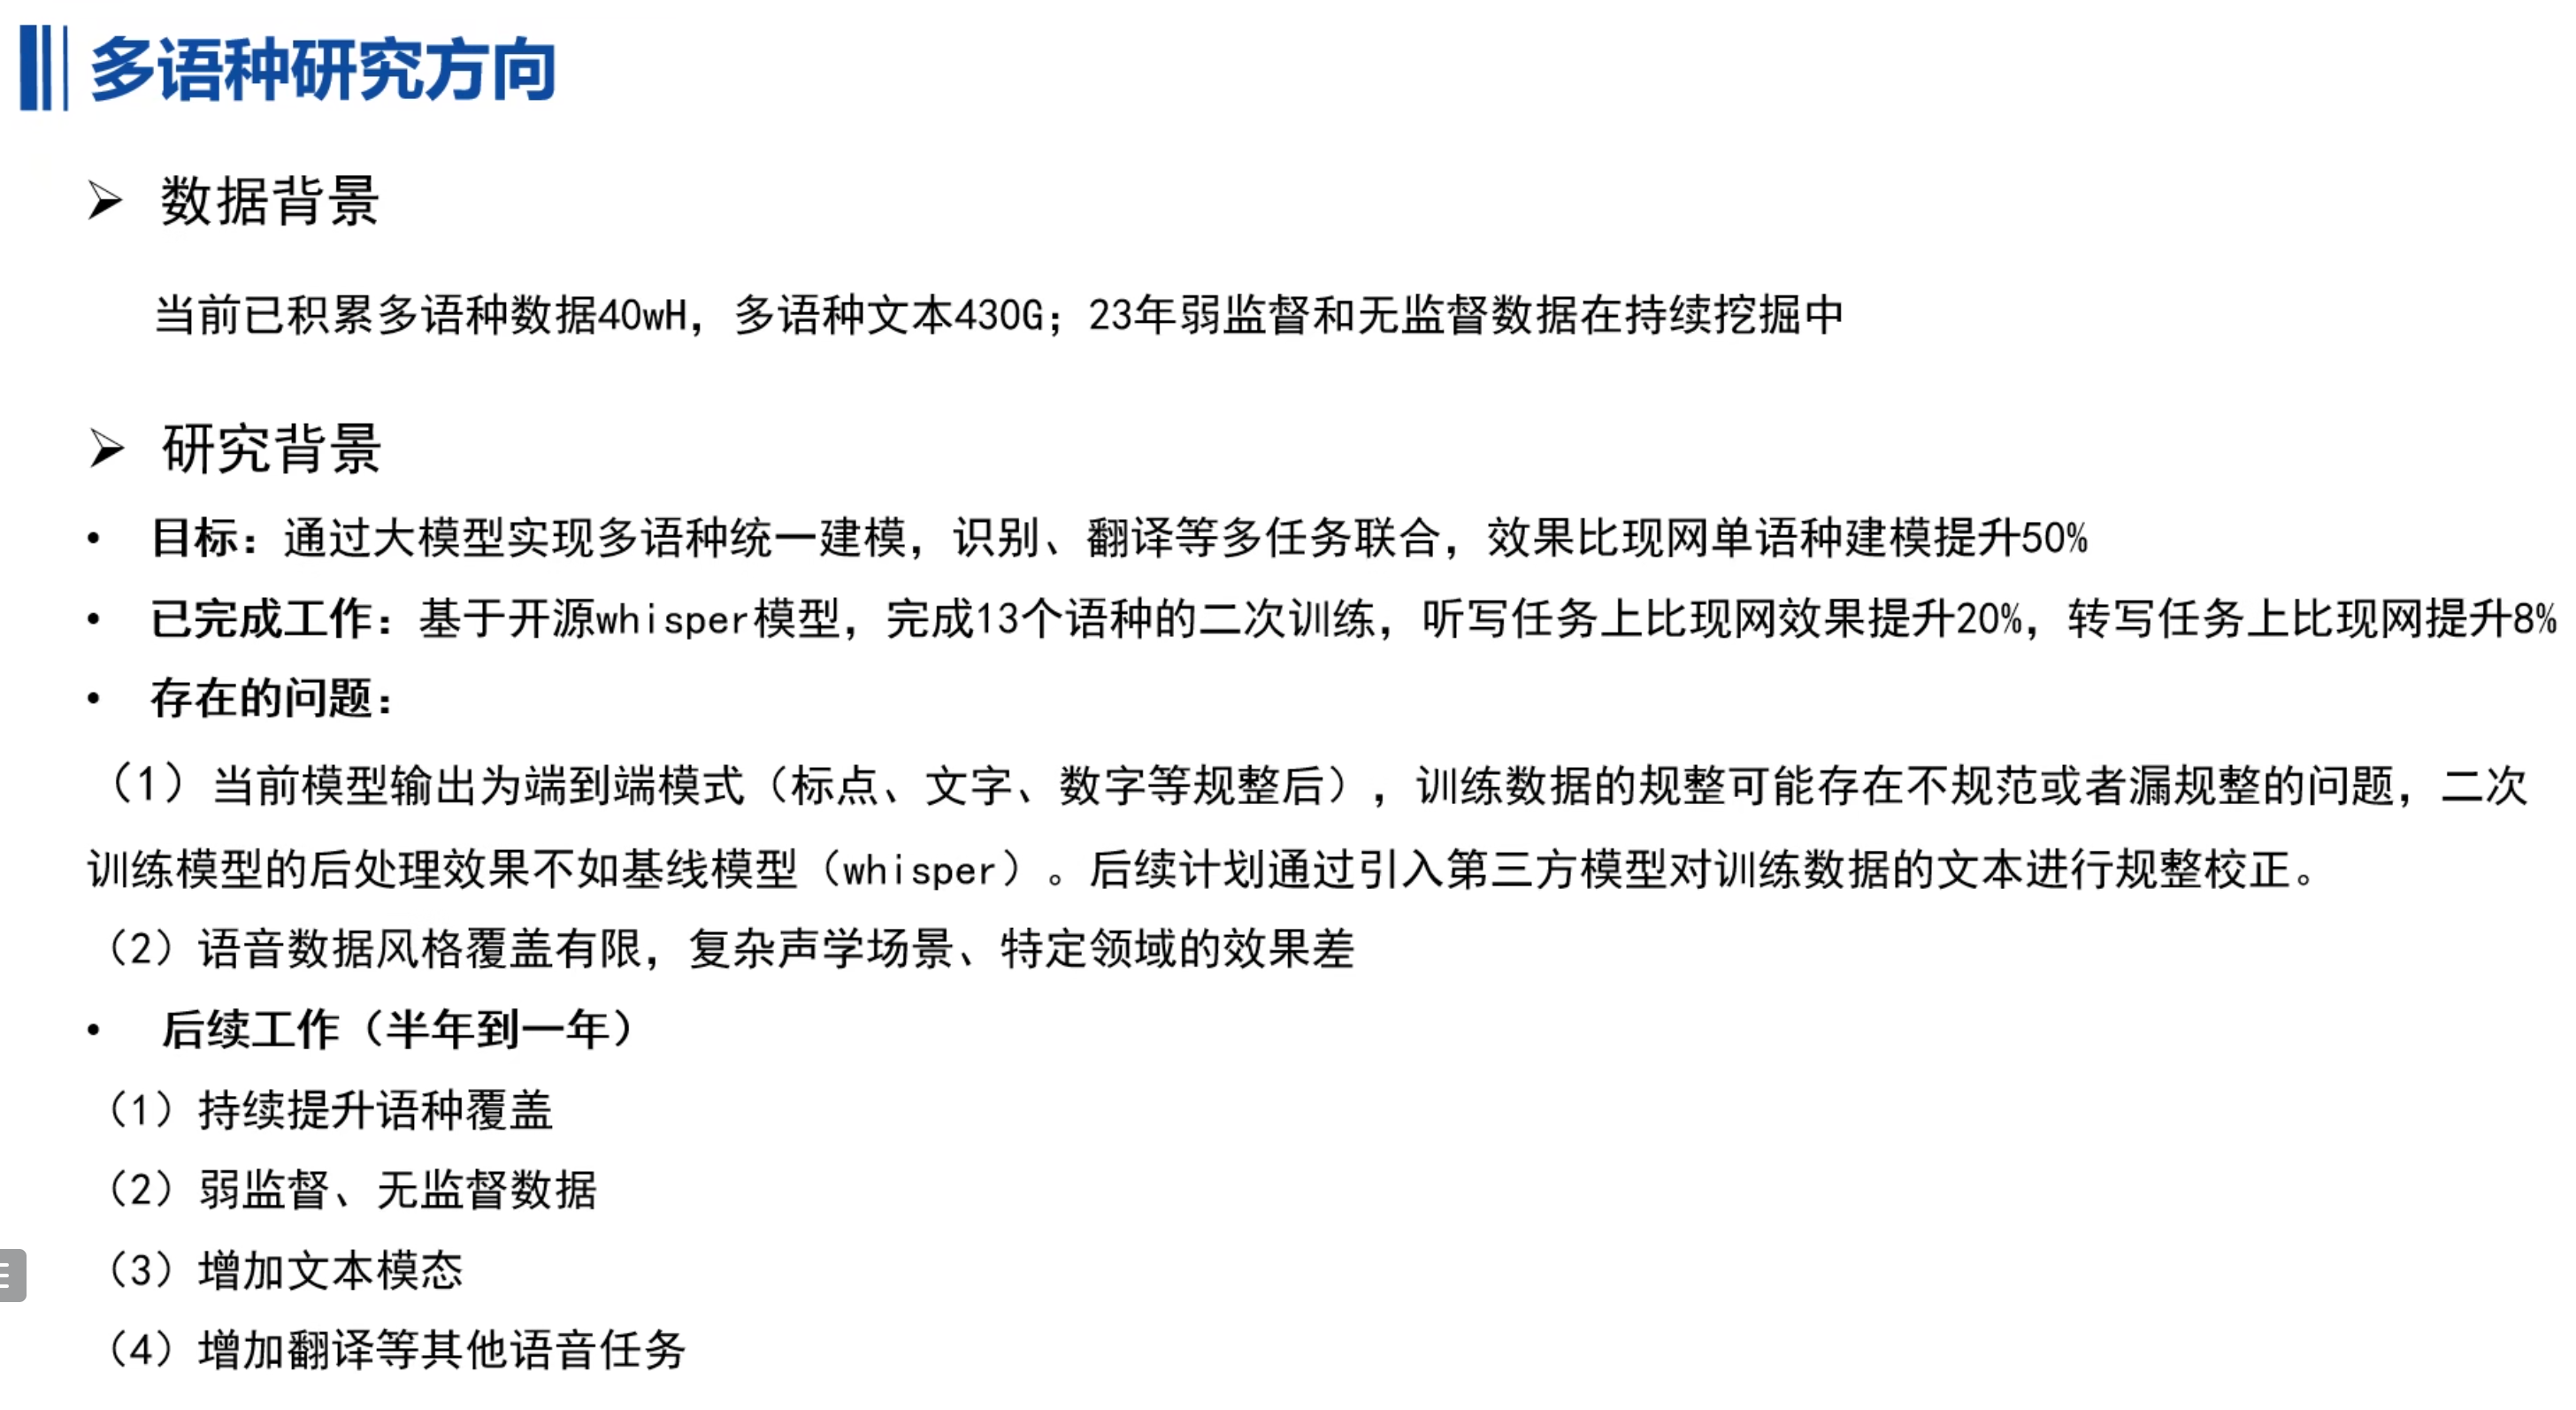 多语种研究方向
➢ 数据背景
当前已积累多语种数据40wH，多语种文本430G；23年弱监督和无监督数据在持续挖掘中
➢ 研究背景
• 目标：通过大模型实现多语种统一建模，识别、翻译等多任务联合，效果比现网单语种建模提升50%
• 已完成工作：基于开源whisper模型，完成13个语种的二次训练，听写任务上比现网效果提升20%，转写任务上比现网提升8%
• 存在的问题：
（1）当前模型输出为端到端模式（标点、文字、数字等规整后），训练数据的规整可能存在不规范或者漏规整的问题，二次
训练模型的后处理效果不如基线模型（whisper）。后续计划通过引入第三方模型对训练数据的文本进行规整校正。
（2）语音数据风格覆盖有限，复杂声学场景、特定领域的效果差
• 后续工作（半年到一年）
（1）持续提升语种覆盖
（2）弱监督、无监督数据
（3）增加文本模态
（4）增加翻译等其他语音任务